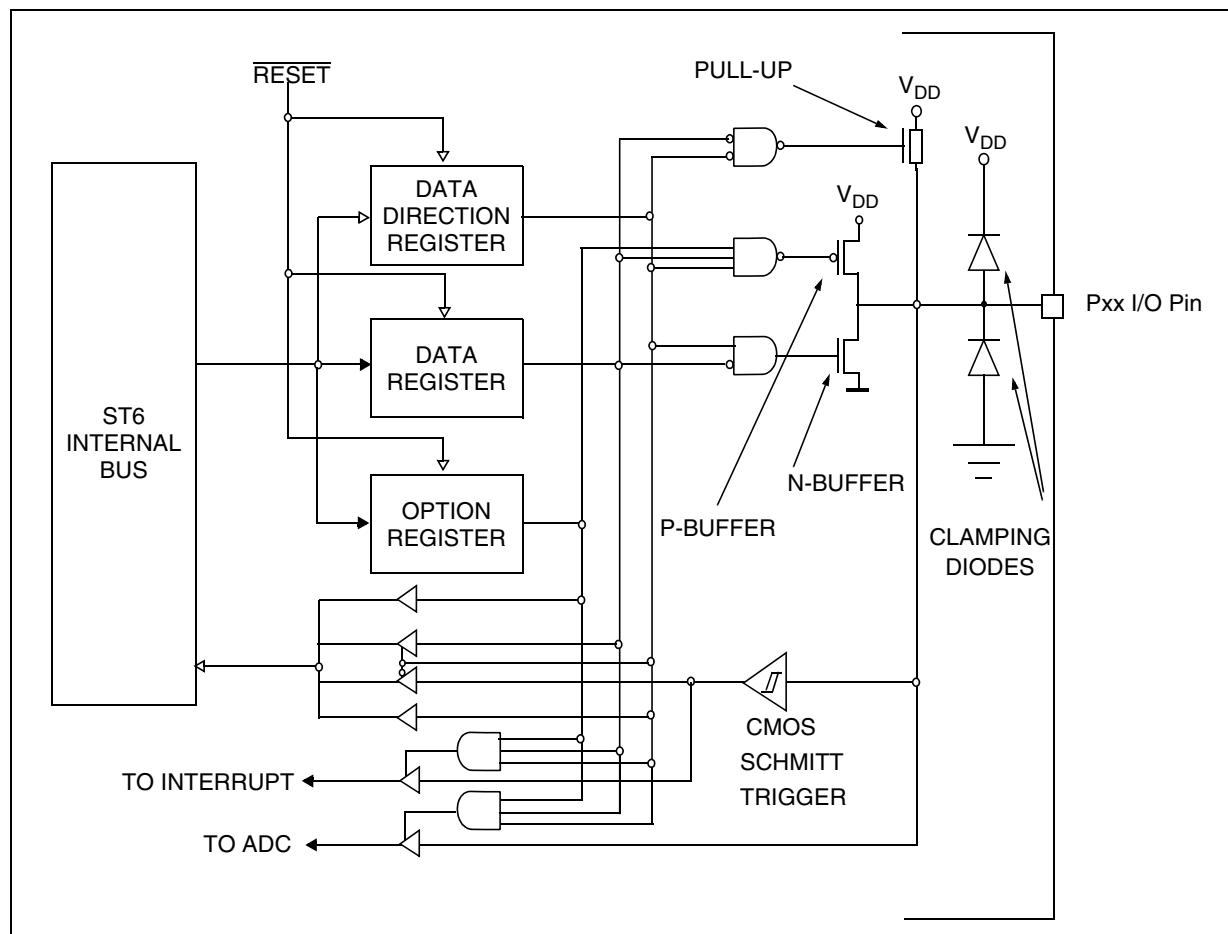 RESET
PULL-UP
VDD
VDD
VDD
ST6
INTERNAL
BUS
DATA
DIRECTION
REGISTER
DATA
REGISTER
OPTION
REGISTER
Pxx I/O Pin
N-BUFFER
P-BUFFER
CLAMPING
DIODES
CMOS
SCHMITT
TRIGGER
TO INTERRUPT
TO ADC